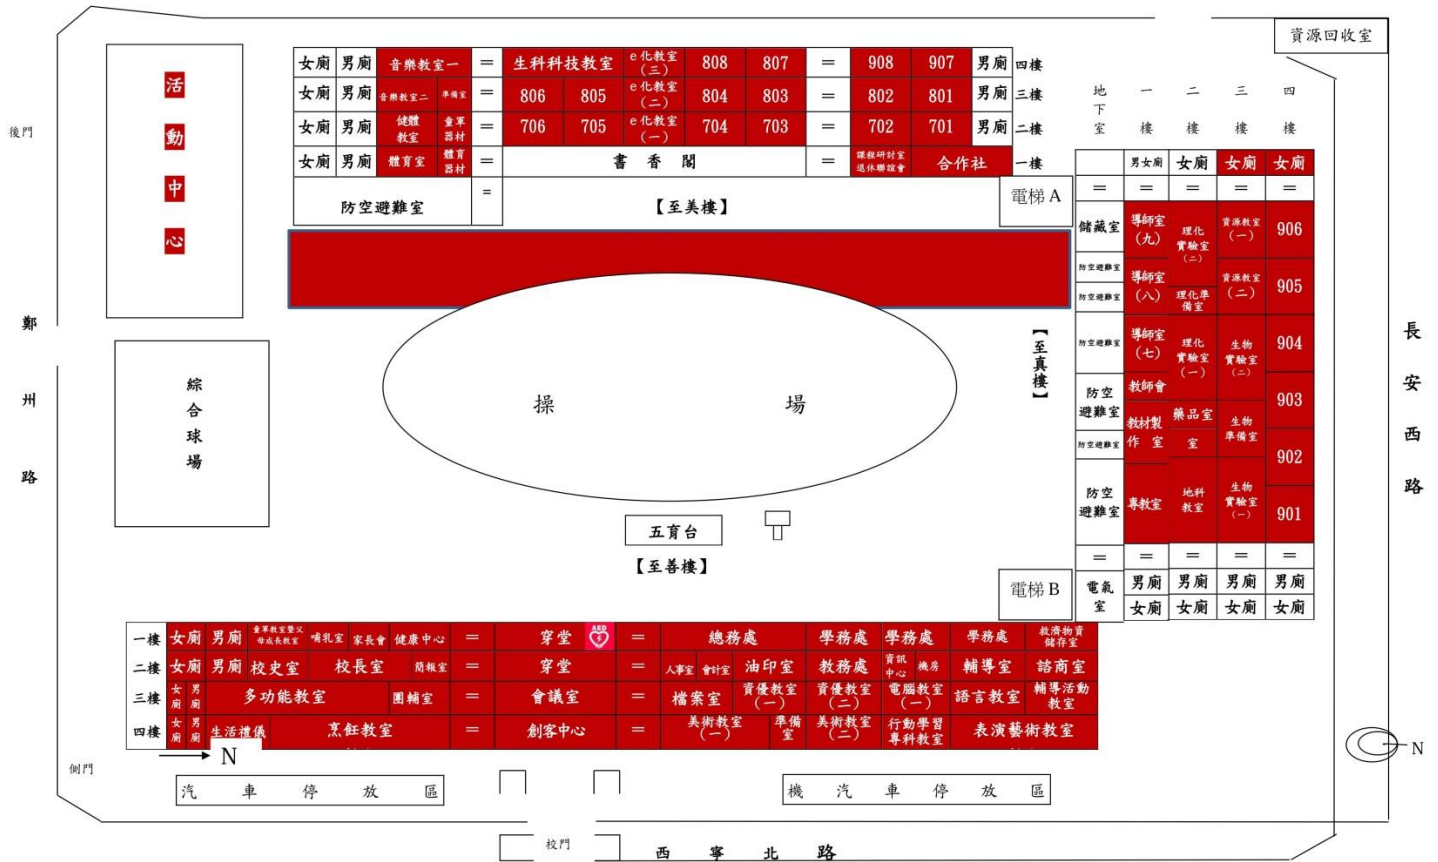 資源回收室
後門
活動中心
女廁 男廁 音樂教室一 = 生科科技教室 e化教室(三) 808 807 = 908 907 男廁 四樓
女廁 男廁 音樂教室二 準備室 = 806 805 e化教室(二) 804 803 = 802 801 男廁 三樓
女廁 男廁 健體教室 童軍器材 = 706 705 e化教室(一) 704 703 = 702 701 男廁 二樓
女廁 男廁 體育室 體育器材 = 書香閣 = 課程研討室 退休聯誼會 合作社 一樓
防空避難室 =
【至美樓】
電梯 A
地下室 一樓 二樓 三樓 四樓
男女廁 女廁 女廁 女廁
= = = = =
儲藏室 導師室(九) 理化實驗室(二) 資源教室(一) 906
防空避難室
防空避難室 導師室(八) 理化準備室 資源教室(二) 905
防空避難室 導師室(七) 理化實驗室(一) 生物實驗室(二) 904
防空避難室 教師會 903
教材製作室 藥品室 室 生物準備室
防空避難室 902
防空避難室 專教室 地科教室 生物實驗室(一) 901
= = = = =
電氣室 男廁 男廁 男廁 男廁
女廁 女廁 女廁 女廁
【至真樓】
長安西路
鄭州路
綜合球場
操場
五育台
【至善樓】
電梯 B
一樓 女廁 男廁 童軍教室暨父母成長教室 哺乳室 家長會 健康中心 = 穿堂 AED = 總務處 學務處 學務處 學務處 救濟物資儲存室
二樓 女廁 男廁 校史室 校長室 簡報室 = 穿堂 = 人事室 會計室 油印室 教務處 資訊中心 機房 輔導室 諮商室
三樓 女廁 男廁 多功能教室 團輔室 = 會議室 = 檔案室 資優教室(一) 資優教室(二) 電腦教室(一) 語言教室 輔導活動教室
四樓 女廁 男廁 生活禮儀 烹飪教室 = 創客中心 = 美術教室(一) 準備室 美術教室(二) 行動學習專科教室 表演藝術教室
N
N
側門
汽車停放區
機汽車停放區
校門
西寧北路